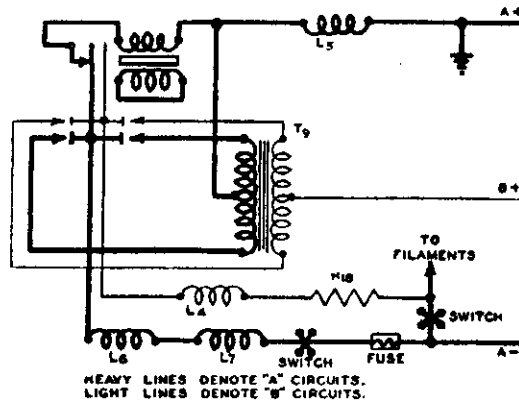 A+
L5
T9
B+
TO
FILAMENTS
R18
L4
SWITCH
L6
L7
SWITCH
FUSE
A-
HEAVY LINES DENOTE "A" CIRCUITS.
LIGHT LINES DENOTE "B" CIRCUITS.